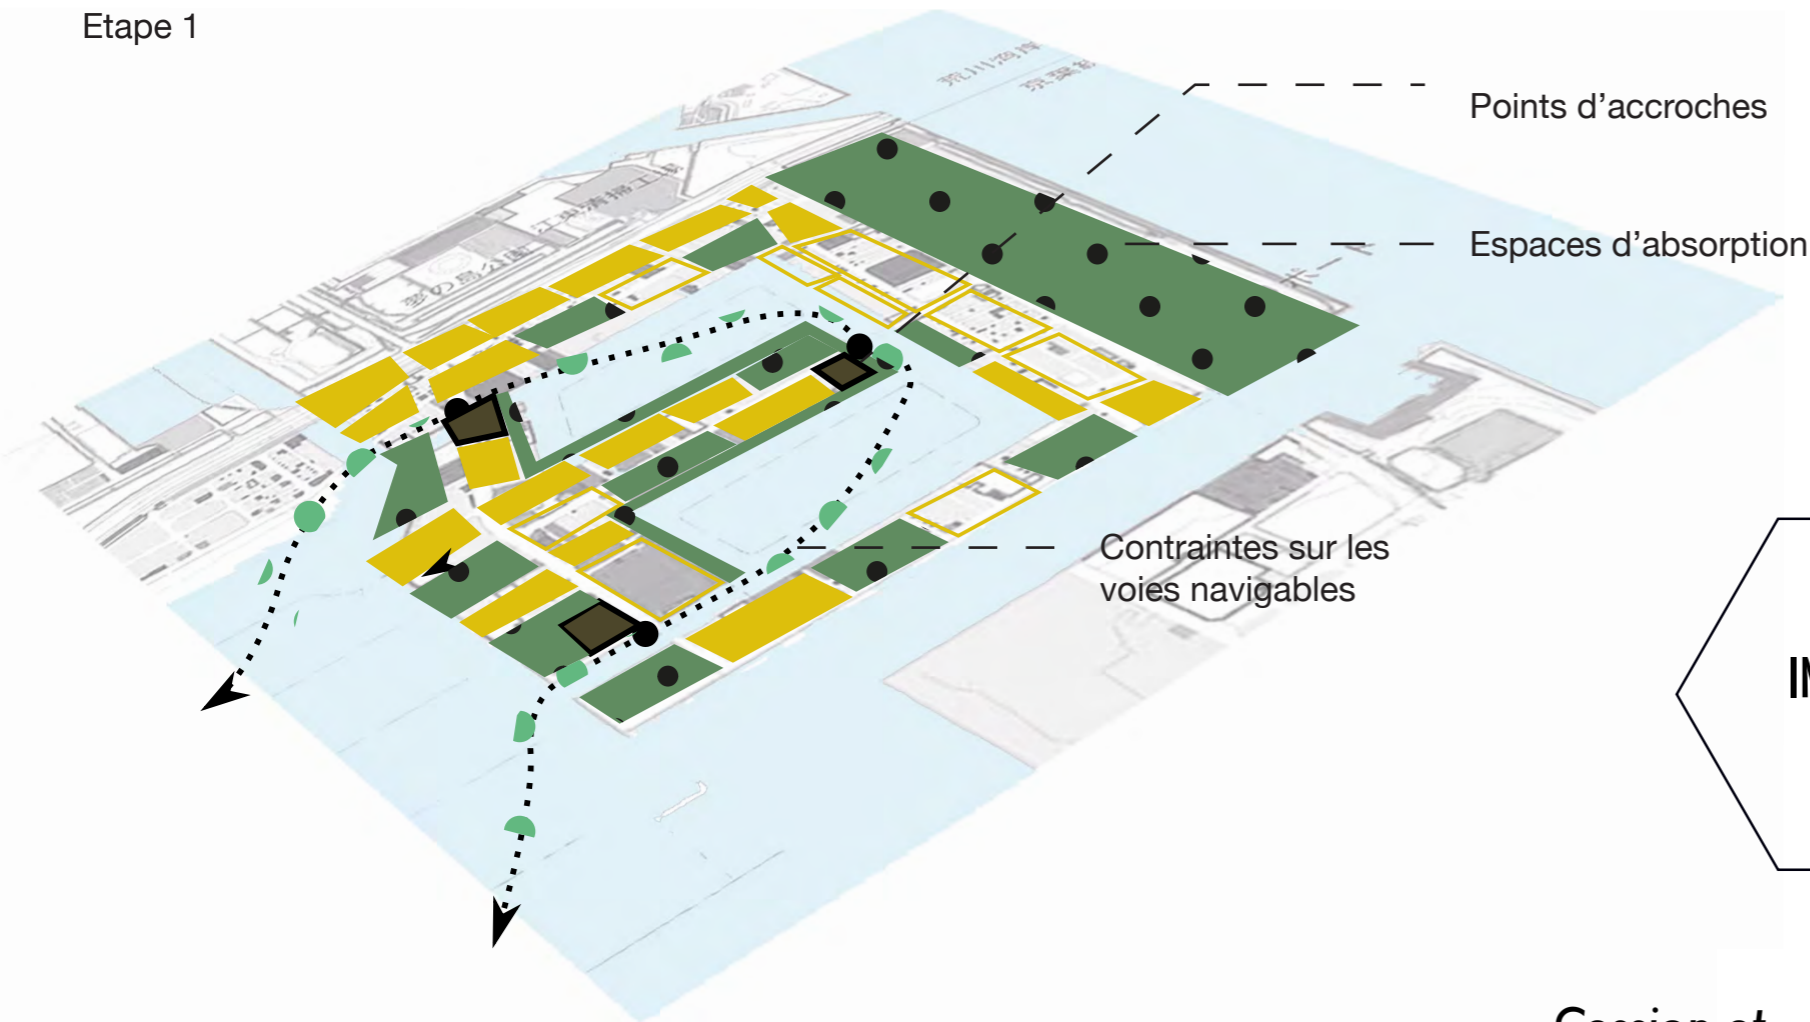 Etape 1
Points d’accroches
Espaces d’absorption
Contraintes sur les
voies navigables